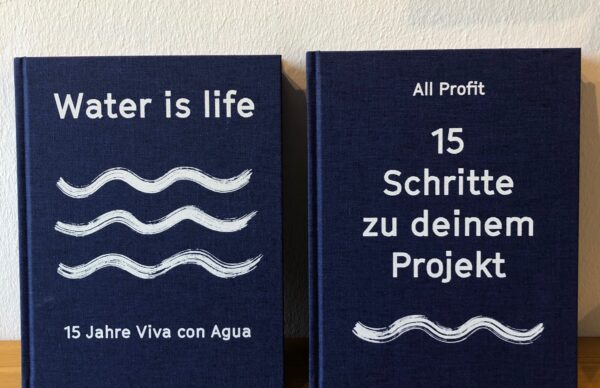 Water is life
15 Jahre Viva con Agua
All Profit
15
Schritte
zu deinem
Projekt